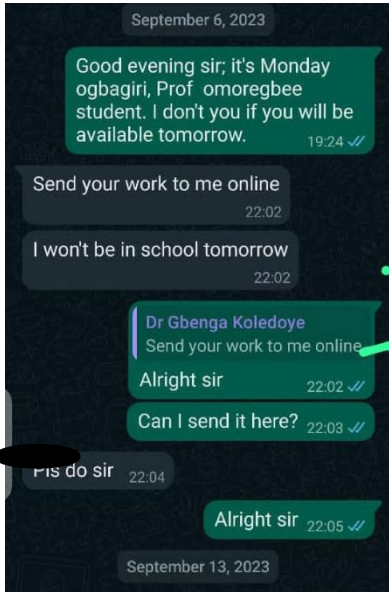 September 6, 2023
Good evening sir; it's Monday
ogbagiri, Prof omoregbee
student. I don't you if you will be
available tomorrow.
19:24
Send your work to me online
22:02
I won't be in school tomorrow
22:02
Dr Gbenga Koledoye
Send your work to me online
Alright sir
22:02
Can I send it here? 22:03
Pls do sir 22:04
Alright sir 22:05
September 13, 2023